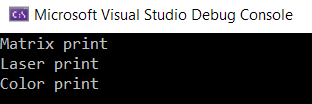 Microsoft Visual Studio Debug Console
Matrix print
Laser print
Color print